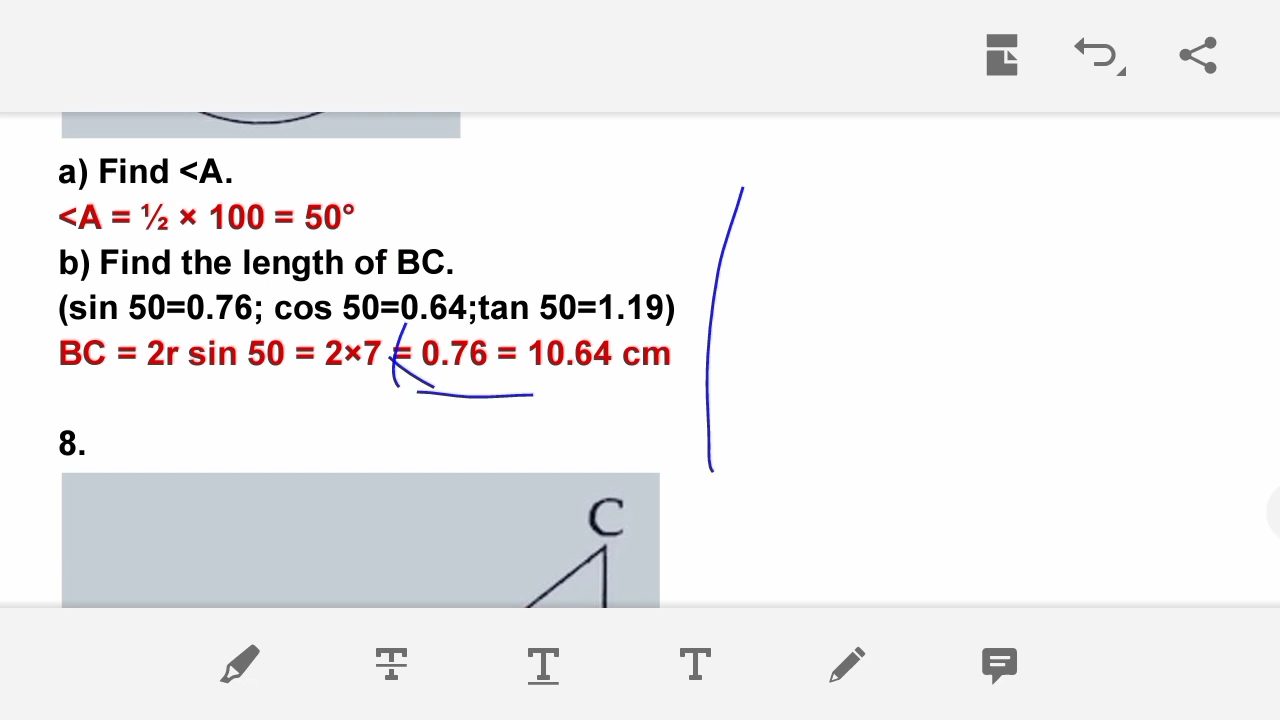 a) Find <A.
<A = ½ × 100 = 50°
b) Find the length of BC.
(sin 50=0.76; cos 50=0.64;tan 50=1.19)
BC = 2r sin 50 = 2×7 = 0.76 = 10.64 cm
8.
C